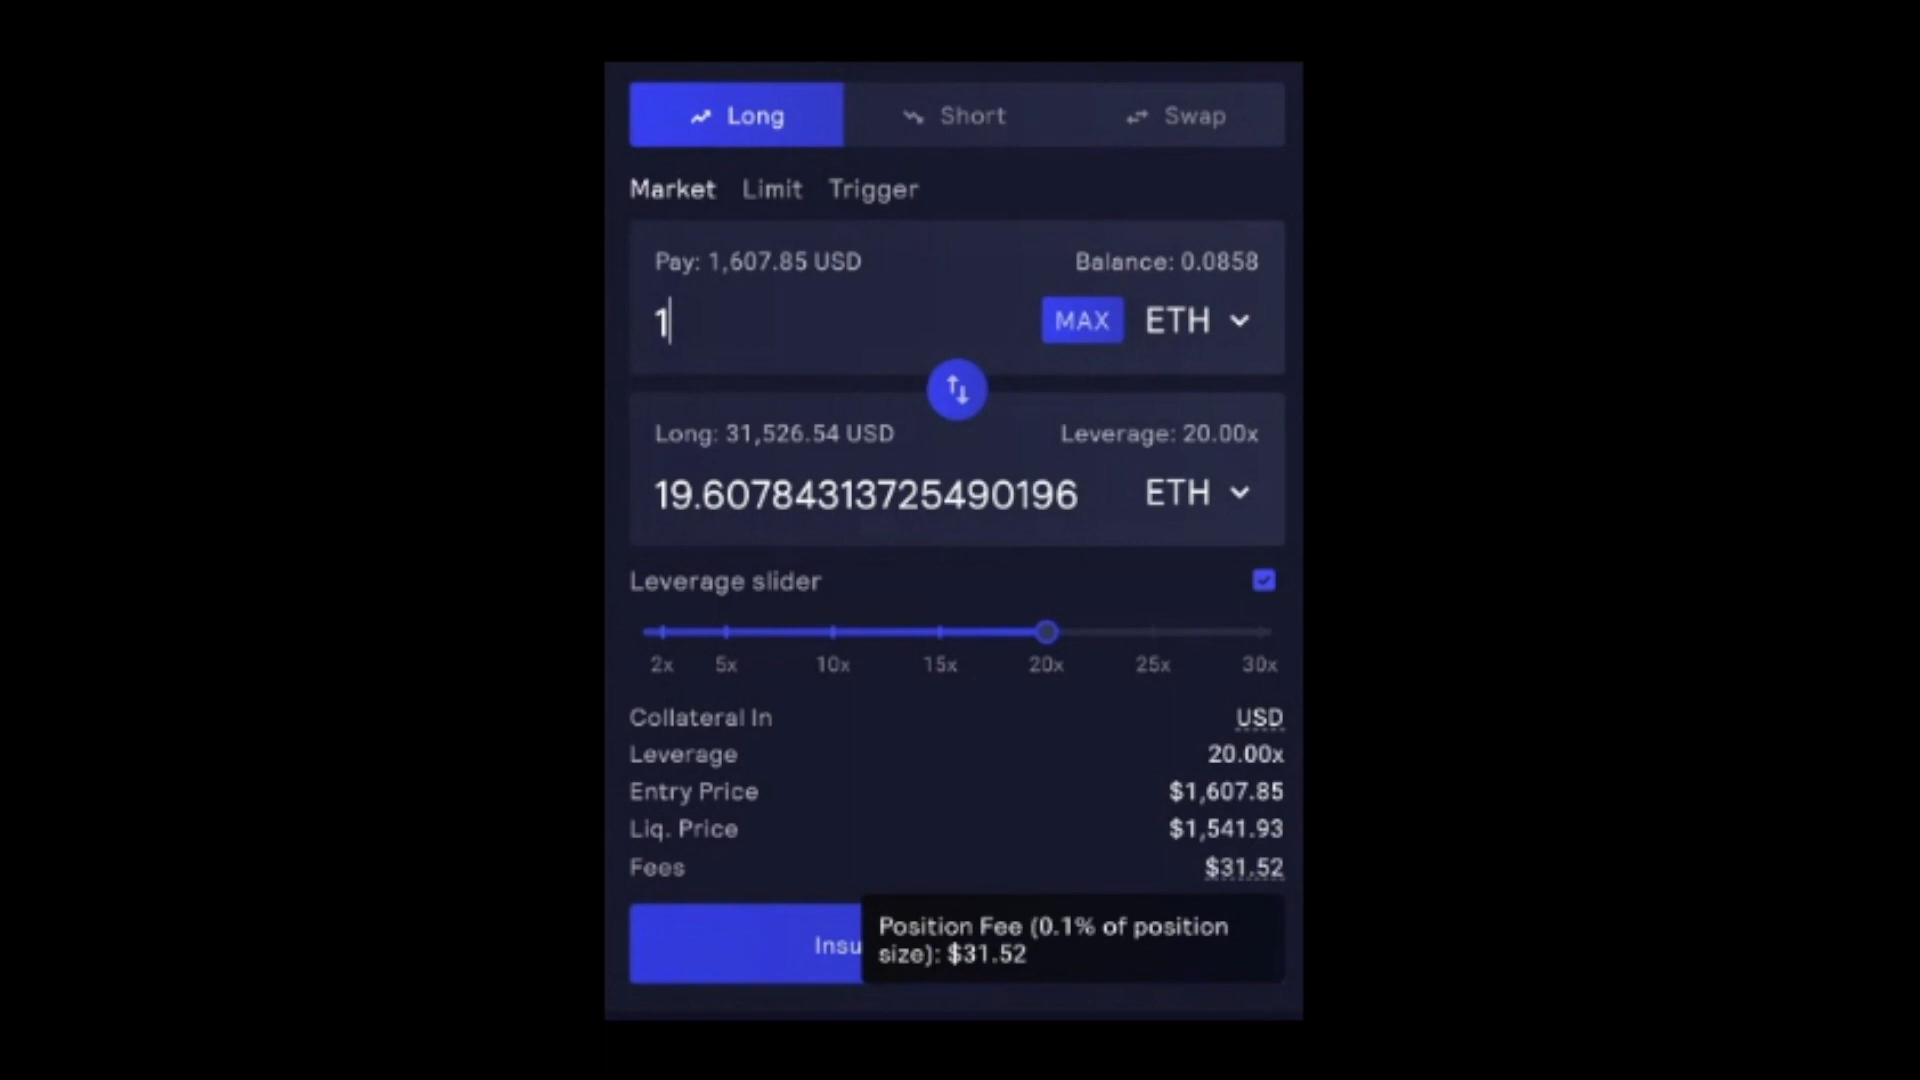 Long Short Swap
Market Limit Trigger
Pay: 1,607.85 USD Balance: 0.0858
1 MAX ETH
Long: 31,526.54 USD Leverage: 20.00x
19.607843137254901​96 ETH
Leverage slider
2x 5x 10x 15x 20x 25x 30x
Collateral In USD
Leverage 20.00x
Entry Price $1,607.85
Liq. Price $1,541.93
Fees $31.52
Insu
Position Fee (0.1% of position
size): $31.52